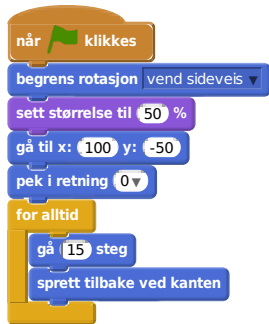 når klikkes
begrens rotasjon vend sideveis ▼
sett størrelse til 50 %
gå til x: 100 y: -50
pek i retning 0▼
for alltid
gå 15 steg
sprett tilbake ved kanten